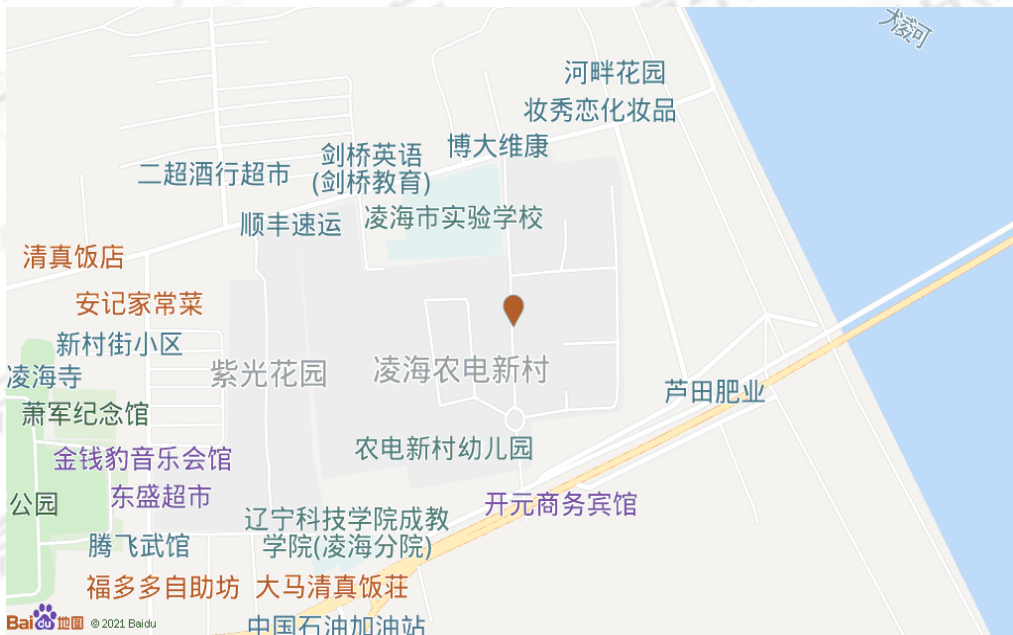 大凌河
河畔花园
妆秀恋化妆品
博大维康
剑桥英语
(剑桥教育)
二超酒行超市
凌海市实验学校
顺丰速运
清真饭店
安记家常菜
新村街小区
凌海寺
紫光花园
凌海农电新村
芦田肥业
萧军纪念馆
农电新村幼儿园
金钱豹音乐会馆
东盛超市
公园
开元商务宾馆
辽宁科技学院成教
学院(凌海分院)
腾飞武馆
福多多自助坊
大马清真饭荘
中国石油加油站
Bai du 地图 © 2021 Baidu